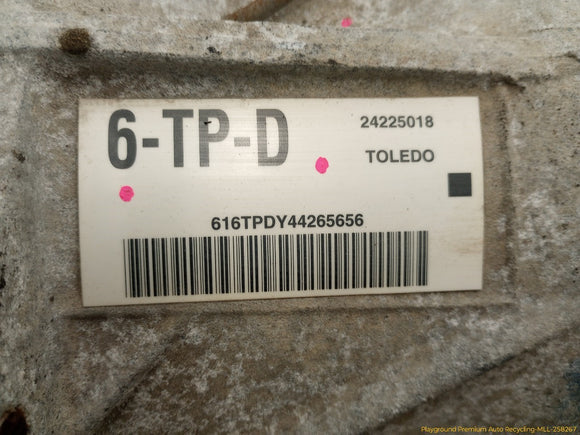 6-TP-D
24225018
TOLEDO
616TPDY44265656
Playground Premium Auto Recycling-MLL-258267